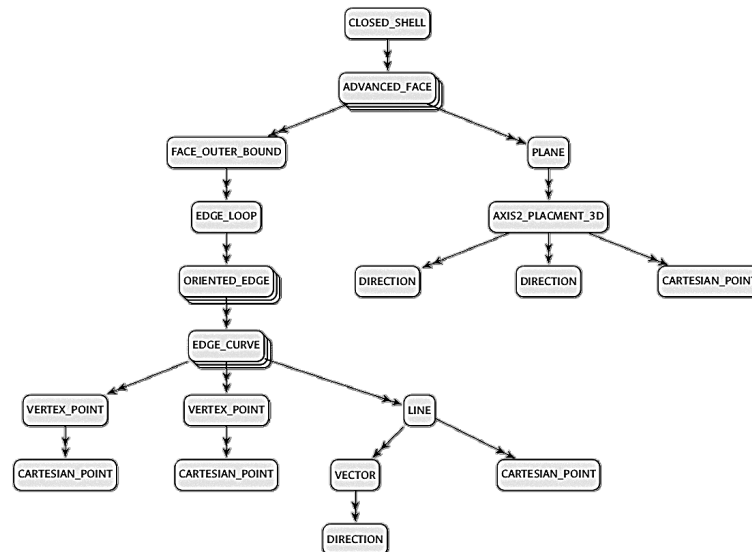 CLOSED_SHELL
ADVANCED_FACE
FACE_OUTER_BOUND
PLANE
EDGE_LOOP
AXIS2_PLACMENT_3D
ORIENTED_EDGE
DIRECTION
DIRECTION
CARTESIAN_POINT
EDGE_CURVE
VERTEX_POINT
VERTEX_POINT
LINE
CARTESIAN_POINT
CARTESIAN_POINT
VECTOR
CARTESIAN_POINT
DIRECTION